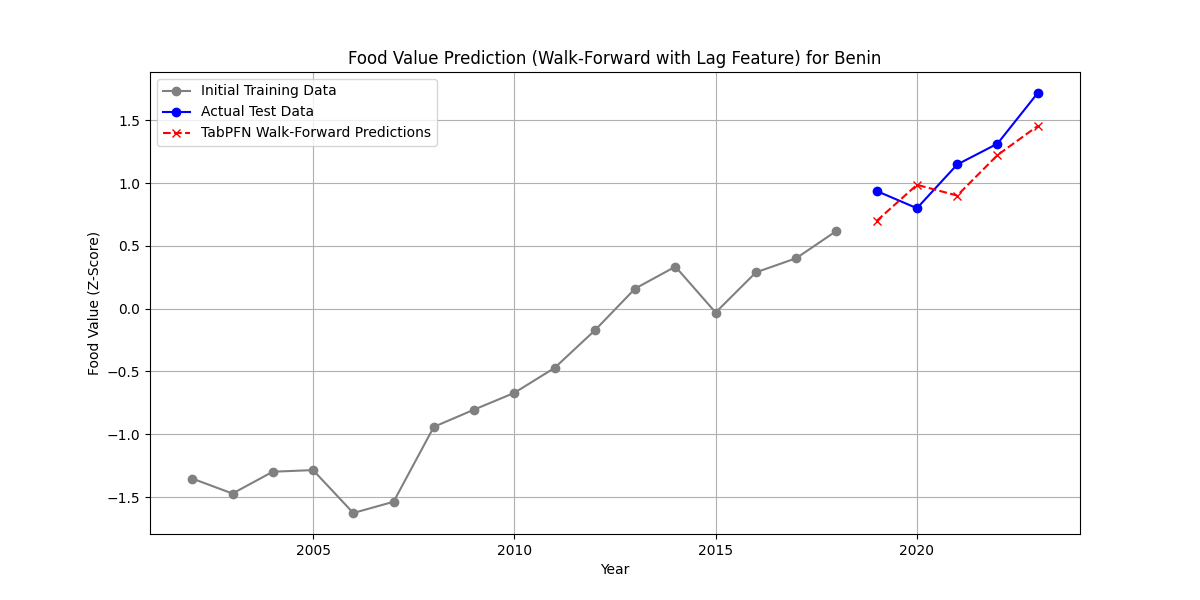 Food Value Prediction (Walk-Forward with Lag Feature) for Benin
Initial Training Data
Actual Test Data
TabPFN Walk-Forward Predictions
Food Value (Z-Score)
1.5
1.0
0.5
0.0
−0.5
−1.0
−1.5
2005
2010
2015
2020
Year